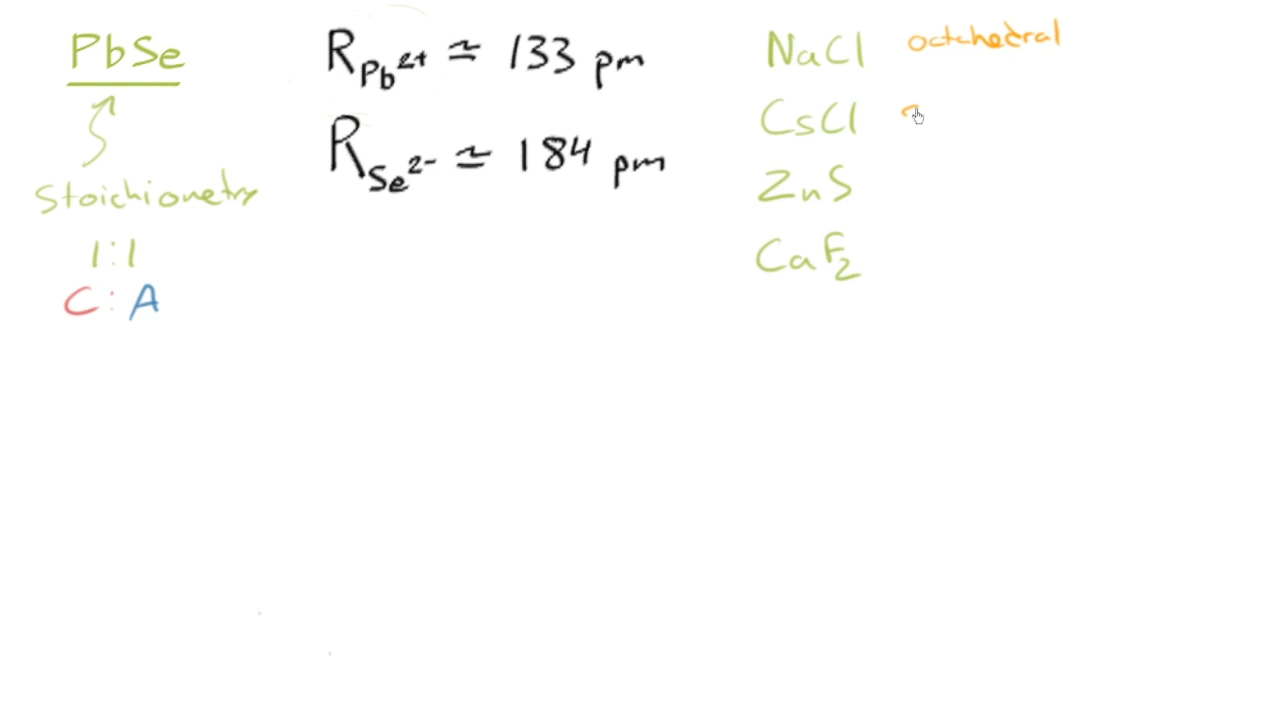 PbSe
Stoichiometry
1:1
C:A
R_Pb²⁺ ≈ 133 pm
R_Se²⁻ ≈ 184 pm
NaCl octahedral
CsCl
ZnS
CaF₂